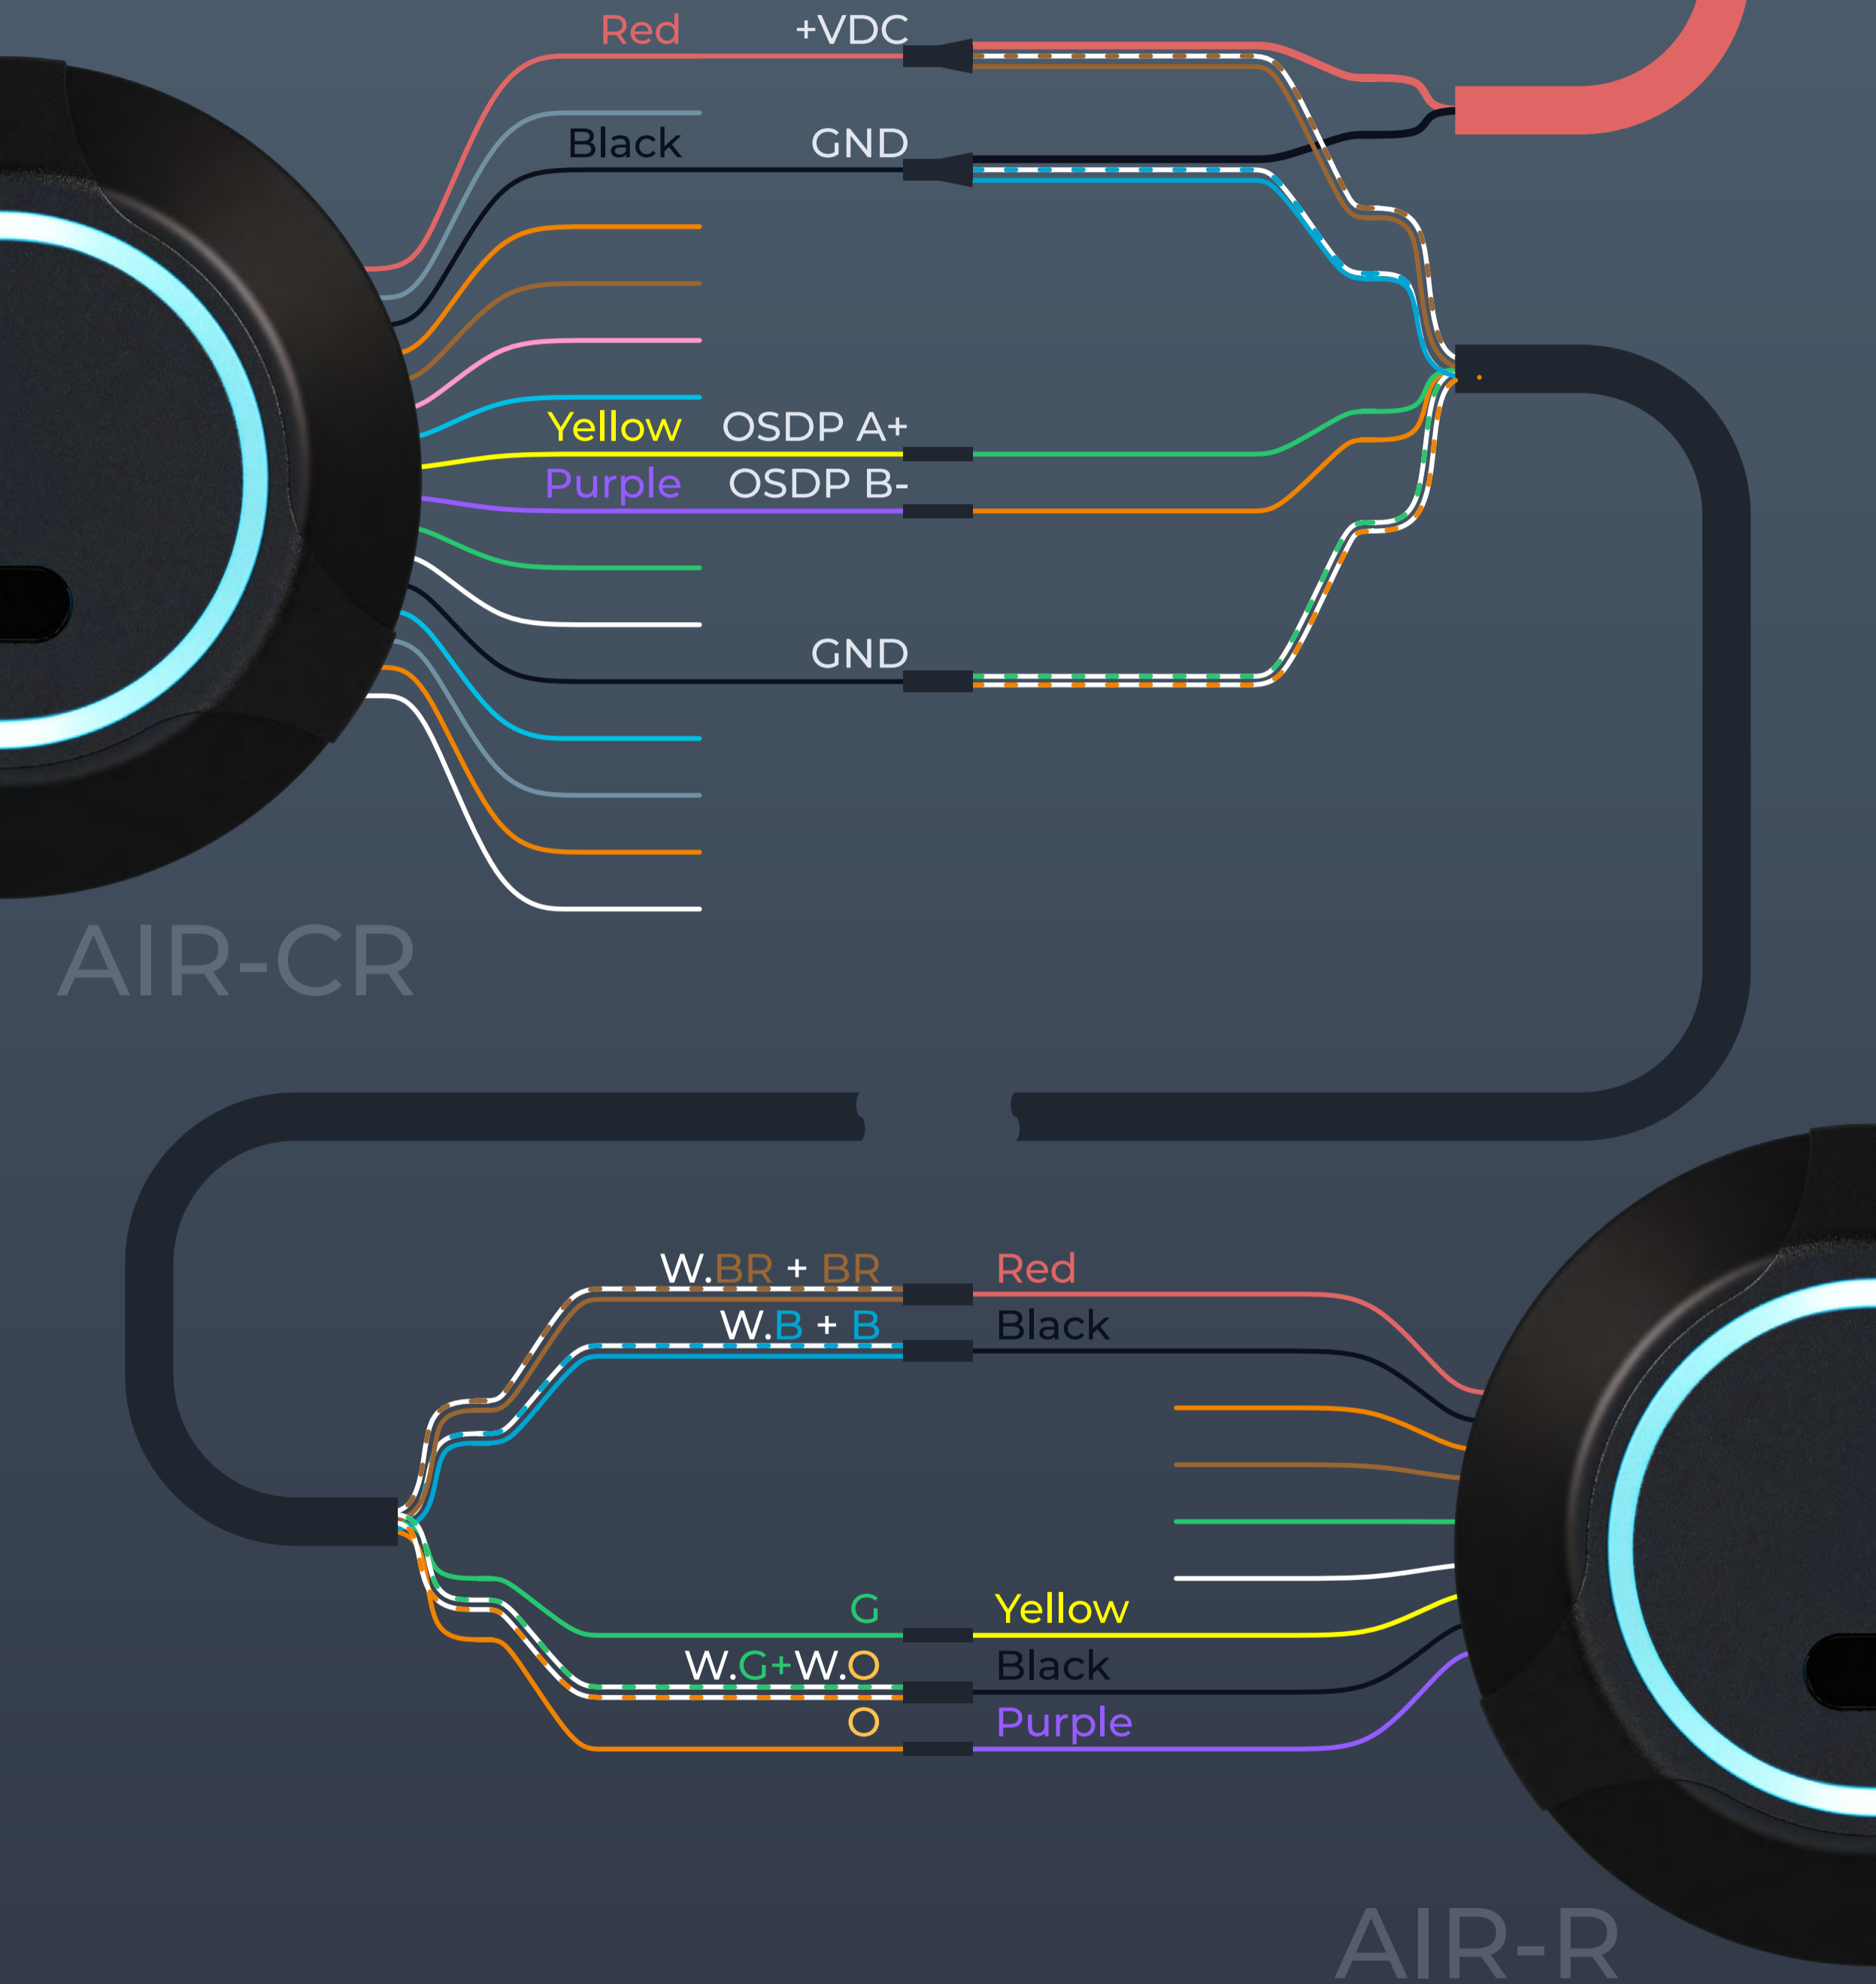 Red +VDC
Black GND
Yellow OSDP A+
Purple OSDP B-
GND
AIR-CR
W.BR + BR Red
W.B + B Black
G Yellow
W.G+W.O Black
O Purple
AIR-R